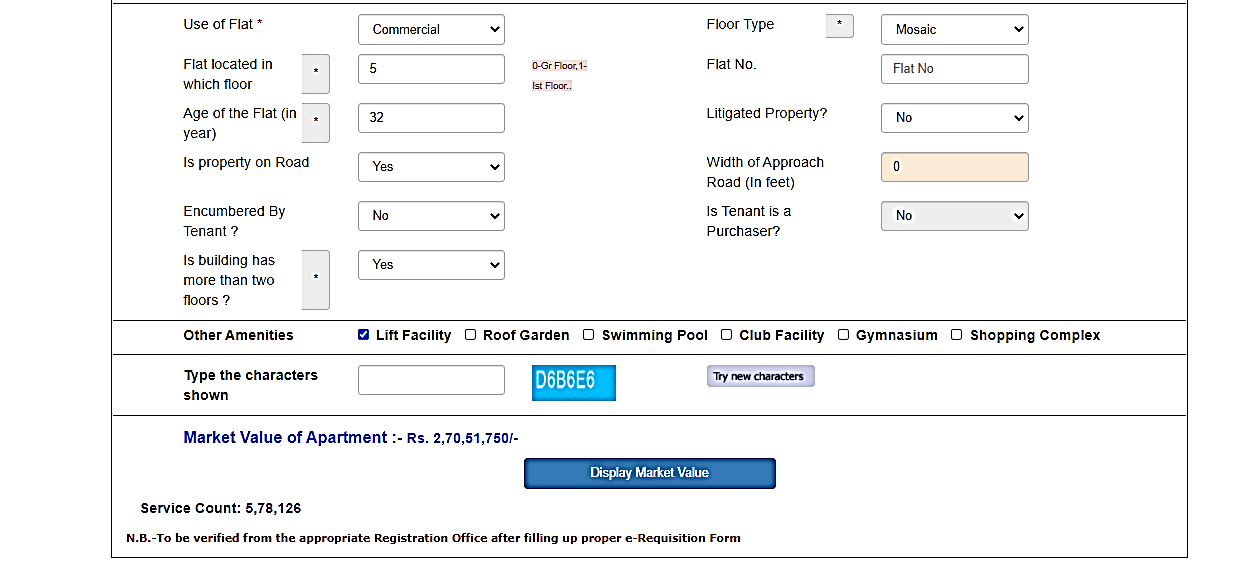 Use of Flat * Commercial Floor Type * Mosaic
Flat located in which floor * 5 0-Gr Floor,1-Ist Floor.. Flat No. Flat No
Age of the Flat (in year) * 32 Litigated Property? No
Is property on Road Yes Width of Approach Road (In feet) 0
Encumbered By Tenant ? No Is Tenant is a Purchaser? No
Is building has more than two floors ? * Yes
Other Amenities Lift Facility Roof Garden Swimming Pool Club Facility Gymnasium Shopping Complex
Type the characters shown D6B6E6 Try new characters
Market Value of Apartment :- Rs. 2,70,51,750/-
Display Market Value
Service Count: 5,78,126
N.B.-To be verified from the appropriate Registration Office after filling up proper e-Requisition Form